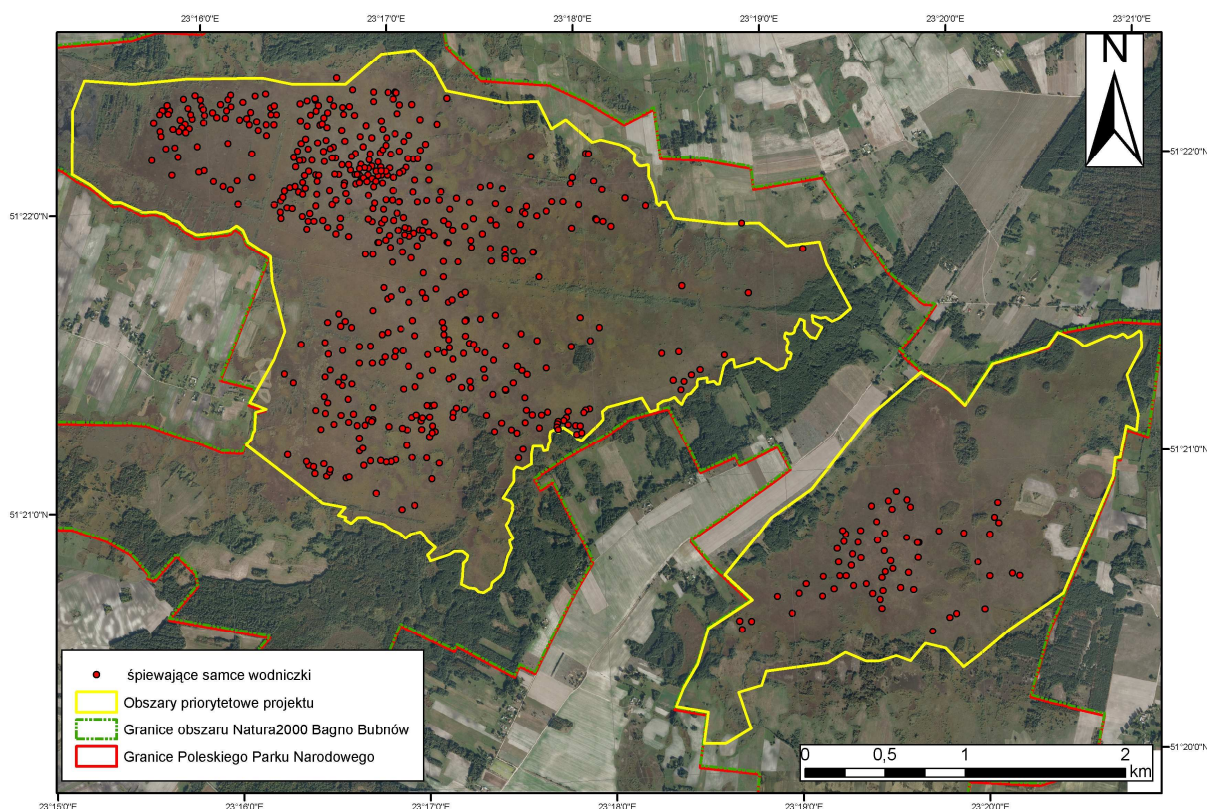 23°16'0"E 23°17'0"E 23°18'0"E 23°19'0"E 23°20'0"E 23°21'0"E
N
51°22'0"N
51°22'0"N
51°21'0"N
51°21'0"N
51°20'0"N
śpiewające samce wodniczki
Obszary priorytetowe projektu
Granice obszaru Natura2000 Bagno Bubnów
Granice Poleskiego Parku Narodowego
0 0,5 1 2
km
23°15'0"E 23°16'0"E 23°17'0"E 23°18'0"E 23°19'0"E 23°20'0"E